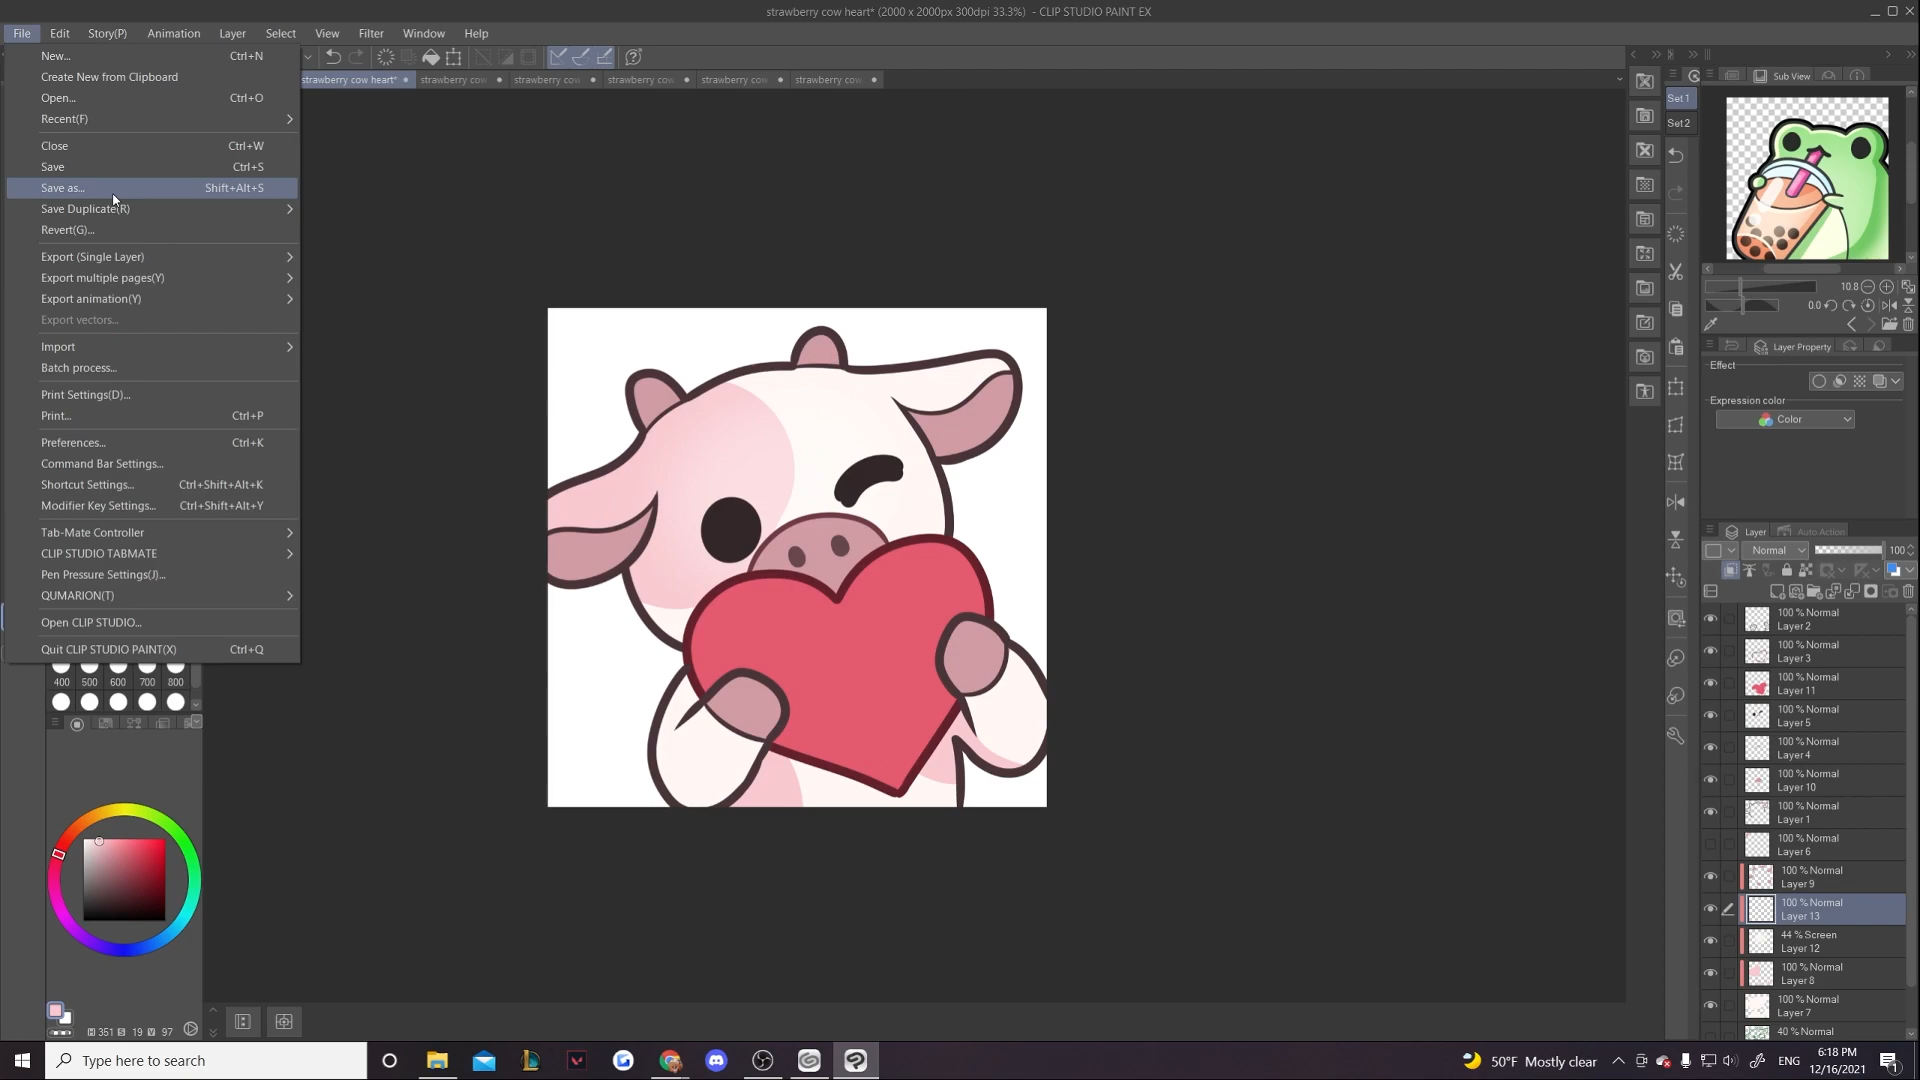 strawberry cow heart* (2000 x 2000px 300dpi 33.3%) - CLIP STUDIO PAINT EX
File Edit Story(P) Animation Layer Select View Filter Window Help
strawberry cow heart* strawberry cow strawberry cow strawberry cow strawberry cow strawberry cow
New... Ctrl+N
Create New from Clipboard
Open... Ctrl+O
Recent(F)
Close Ctrl+W
Save Ctrl+S
Save as... Shift+Alt+S
Save Duplicate(R)
Revert(G)...
Export (Single Layer)
Export multiple pages(Y)
Export animation(Y)
Export vectors...
Import
Batch process...
Print Settings(D)...
Print... Ctrl+P
Preferences... Ctrl+K
Command Bar Settings...
Shortcut Settings... Ctrl+Shift+Alt+K
Modifier Key Settings... Ctrl+Shift+Alt+Y
Tab-Mate Controller
CLIP STUDIO TABMATE
Pen Pressure Settings(J)...
QUMARION(T)
Open CLIP STUDIO...
Quit CLIP STUDIO PAINT(X) Ctrl+Q
400 500 600 700 800
H 351 S 19 V 97
Set 1
Set 2
Sub View
10.8
0.0
Layer Property
Effect
Expression color
Color
Layer Auto Action
Normal 100
100 % Normal
Layer 2
100 % Normal
Layer 3
100 % Normal
Layer 11
100 % Normal
Layer 5
100 % Normal
Layer 4
100 % Normal
Layer 10
100 % Normal
Layer 1
100 % Normal
Layer 6
100 % Normal
Layer 9
100 % Normal
Layer 13
44 % Screen
Layer 12
100 % Normal
Layer 8
100 % Normal
Layer 7
40 % Normal
Type here to search
50°F Mostly clear
ENG
6:18 PM
12/16/2021